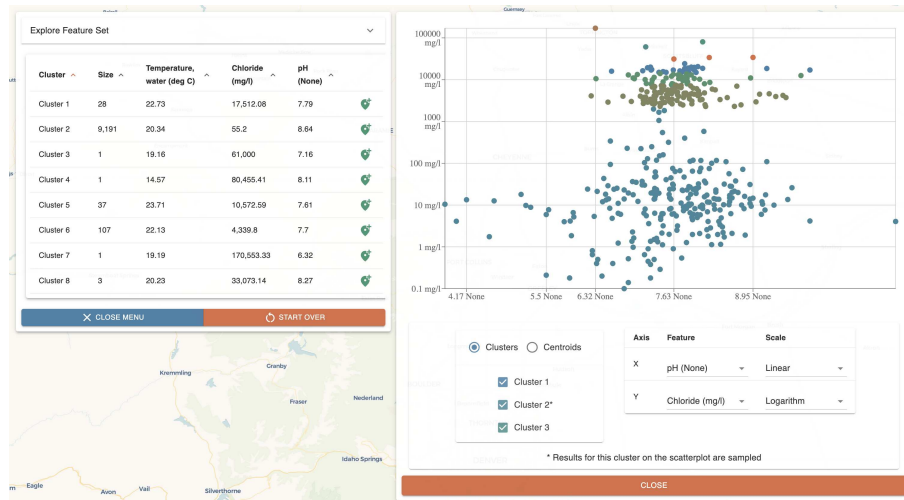 Guernsey
Explore Feature Set
Cluster Size Temperature, water (deg C) Chloride (mg/l) pH (None)
Cluster 1 28 22.73 17,512.08 7.79
Cluster 2 9,191 20.34 55.2 8.64
Cluster 3 1 19.16 61,000 7.16
Cluster 4 1 14.57 80,455.41 8.11
Cluster 5 37 23.71 10,572.59 7.61
Cluster 6 107 22.13 4,339.8 7.7
Cluster 7 1 19.19 170,553.33 6.32
Cluster 8 3 20.23 33,073.14 8.27
CLOSE MENU START OVER
Kremmling
Granby
Fraser
Nederland
Idaho Springs
Eagle
Avon
Vail
Silverthorne
100000 mg/l
10000 mg/l
1000 mg/l
100 mg/l
10 mg/l
1 mg/l
0.1 mg/l
4.17 None 5.5 None 6.32 None 7.63 None 8.95 None
Clusters Centroids
Cluster 1
Cluster 2*
Cluster 3
Axis Feature Scale
X pH (None) Linear
Y Chloride (mg/l) Logarithm
* Results for this cluster on the scatterplot are sampled
CLOSE